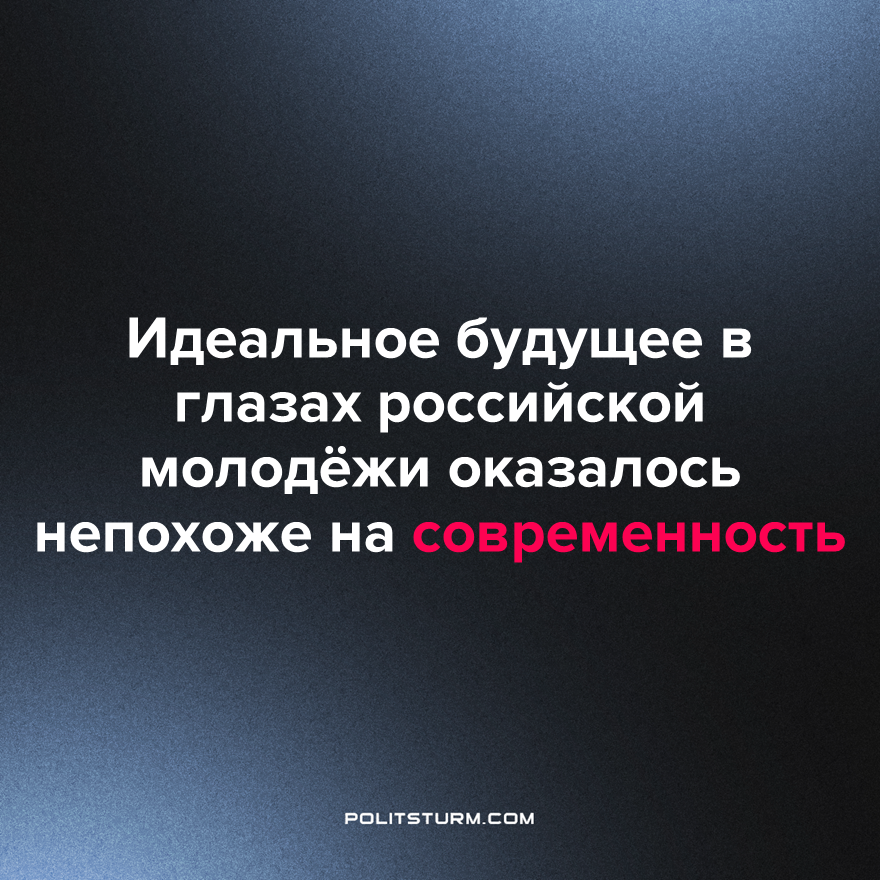 Идеальное будущее в
глазах российской
молодёжи оказалось
непохоже на современность
POLITSTURM.COM